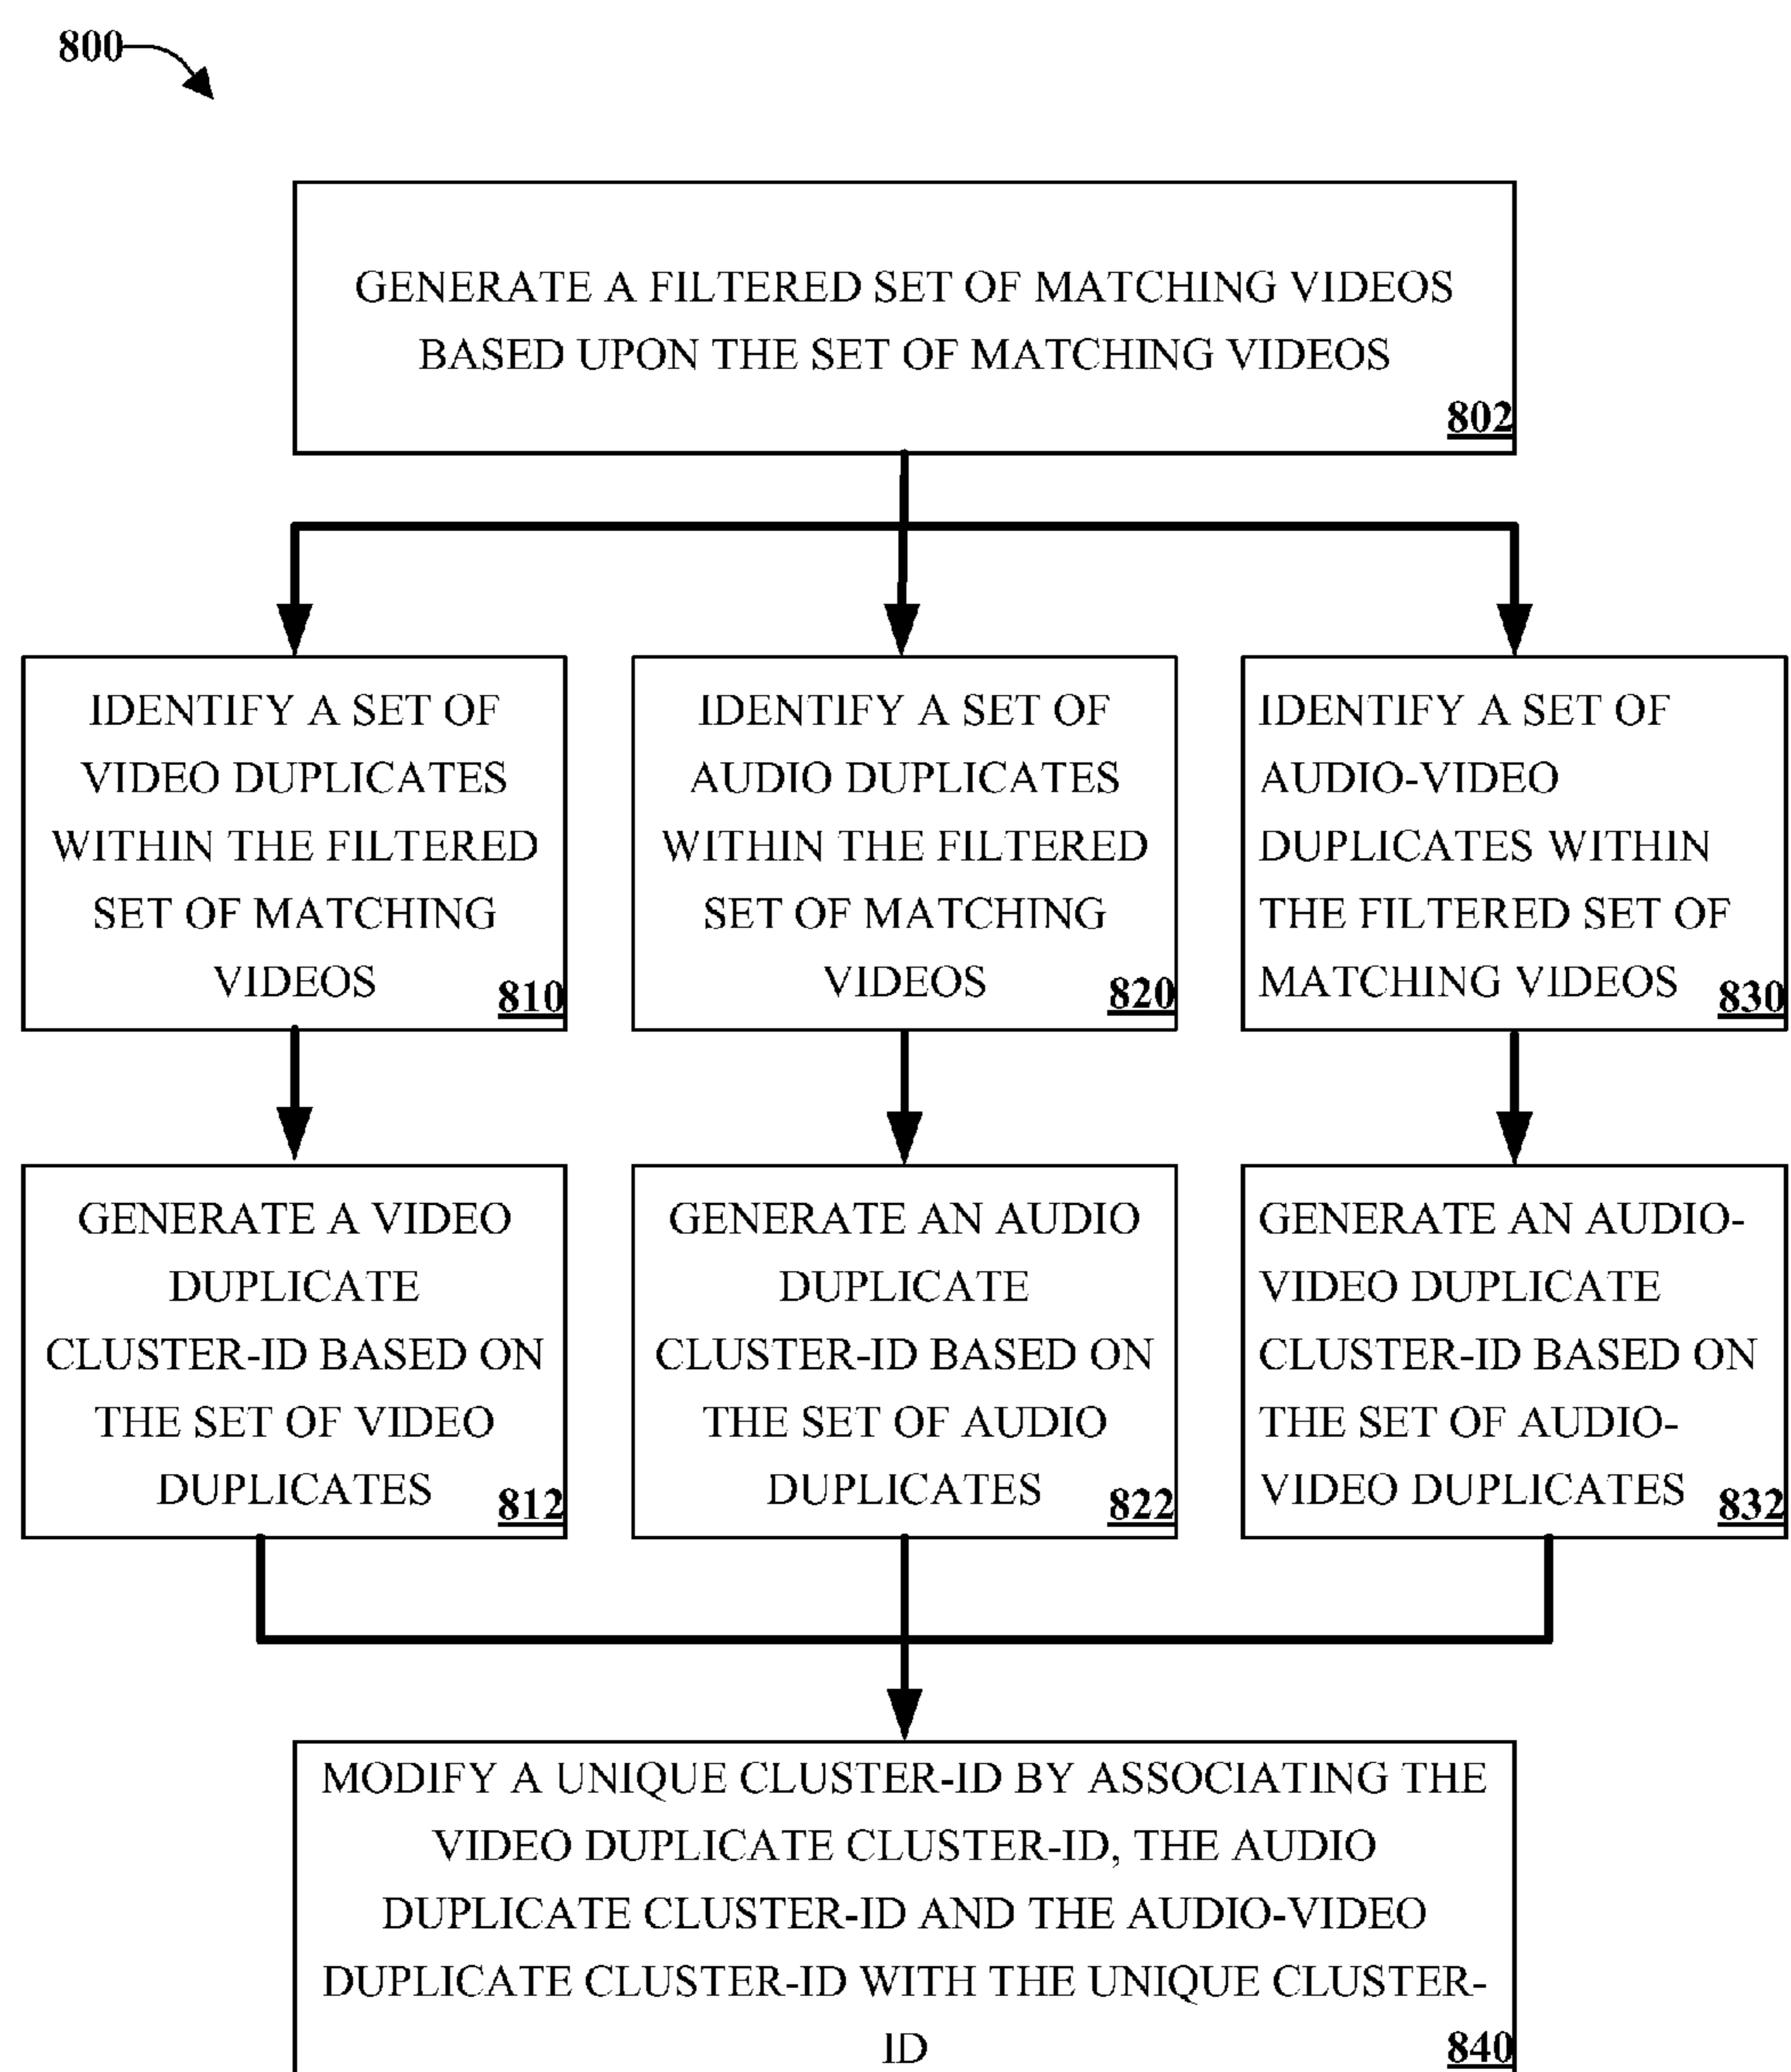 800
GENERATE A FILTERED SET OF MATCHING VIDEOS
BASED UPON THE SET OF MATCHING VIDEOS
802
IDENTIFY A SET OF
VIDEO DUPLICATES
WITHIN THE FILTERED
SET OF MATCHING
VIDEOS
810
IDENTIFY A SET OF
AUDIO DUPLICATES
WITHIN THE FILTERED
SET OF MATCHING
VIDEOS
820
IDENTIFY A SET OF
AUDIO-VIDEO
DUPLICATES WITHIN
THE FILTERED SET OF
MATCHING VIDEOS
830
GENERATE A VIDEO
DUPLICATE
CLUSTER-ID BASED ON
THE SET OF VIDEO
DUPLICATES
812
GENERATE AN AUDIO
DUPLICATE
CLUSTER-ID BASED ON
THE SET OF AUDIO
DUPLICATES
822
GENERATE AN AUDIO-
VIDEO DUPLICATE
CLUSTER-ID BASED ON
THE SET OF AUDIO-
VIDEO DUPLICATES
832
MODIFY A UNIQUE CLUSTER-ID BY ASSOCIATING THE
VIDEO DUPLICATE CLUSTER-ID, THE AUDIO
DUPLICATE CLUSTER-ID AND THE AUDIO-VIDEO
DUPLICATE CLUSTER-ID WITH THE UNIQUE CLUSTER-
ID
840